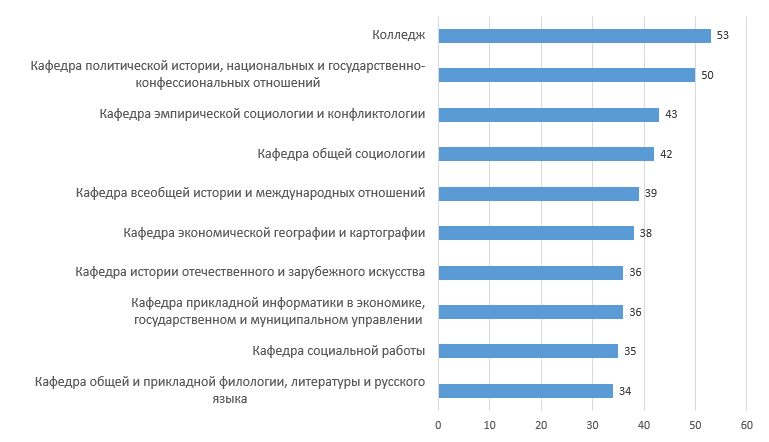 Колледж
53
Кафедра политической истории, национальных и государственно-
конфессиональных отношений
50
Кафедра эмпирической социологии и конфликтологии
43
Кафедра общей социологии
42
Кафедра всеобщей истории и международных отношений
39
Кафедра экономической географии и картографии
38
Кафедра истории отечественного и зарубежного искусства
36
Кафедра прикладной информатики в экономике,
государственном и муниципальном управлении
36
Кафедра социальной работы
35
Кафедра общей и прикладной филологии, литературы и русского
языка
34
0 10 20 30 40 50 60